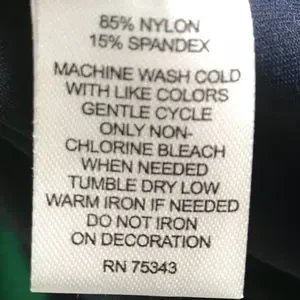 85% NYLON
15% SPANDEX
MACHINE WASH COLD
WITH LIKE COLORS
GENTLE CYCLE
ONLY NON-
CHLORINE BLEACH
WHEN NEEDED
TUMBLE DRY LOW
WARM IRON IF NEEDED
DO NOT IRON
ON DECORATION
RN 75343